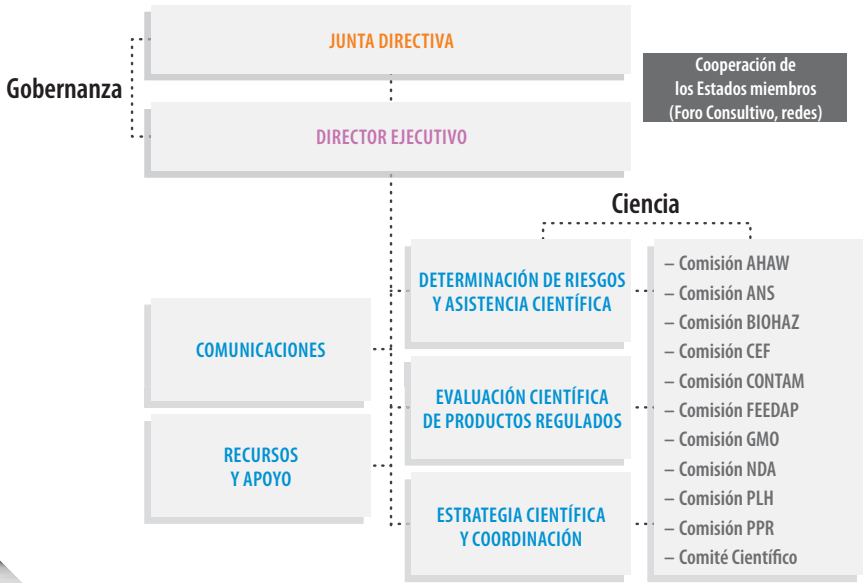 JUNTA DIRECTIVA
Gobernanza
Cooperación de
los Estados miembros
(Foro Consultivo, redes)
DIRECTOR EJECUTIVO
Ciencia
DETERMINACIÓN DE RIESGOS
Y ASISTENCIA CIENTÍFICA
COMUNICACIONES
EVALUACIÓN CIENTÍFICA
DE PRODUCTOS REGULADOS
RECURSOS
Y APOYO
ESTRATEGIA CIENTÍFICA
Y COORDINACIÓN
– Comisión AHAW
– Comisión ANS
– Comisión BIOHAZ
– Comisión CEF
– Comisión CONTAM
– Comisión FEEDAP
– Comisión GMO
– Comisión NDA
– Comisión PLH
– Comisión PPR
– Comité Científico